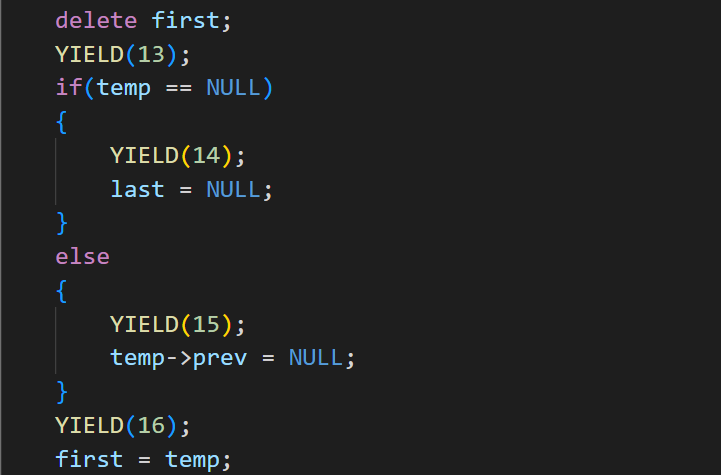 delete first;
YIELD(13);
if(temp == NULL)
{
YIELD(14);
last = NULL;
}
else
{
YIELD(15);
temp->prev = NULL;
}
YIELD(16);
first = temp;